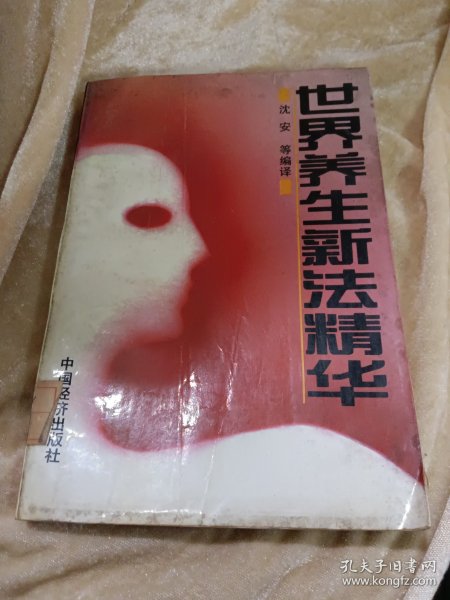 世界养生新法精华
沈安 等编译
中国经济出版社
孔夫子旧书网
www.kongfz.com